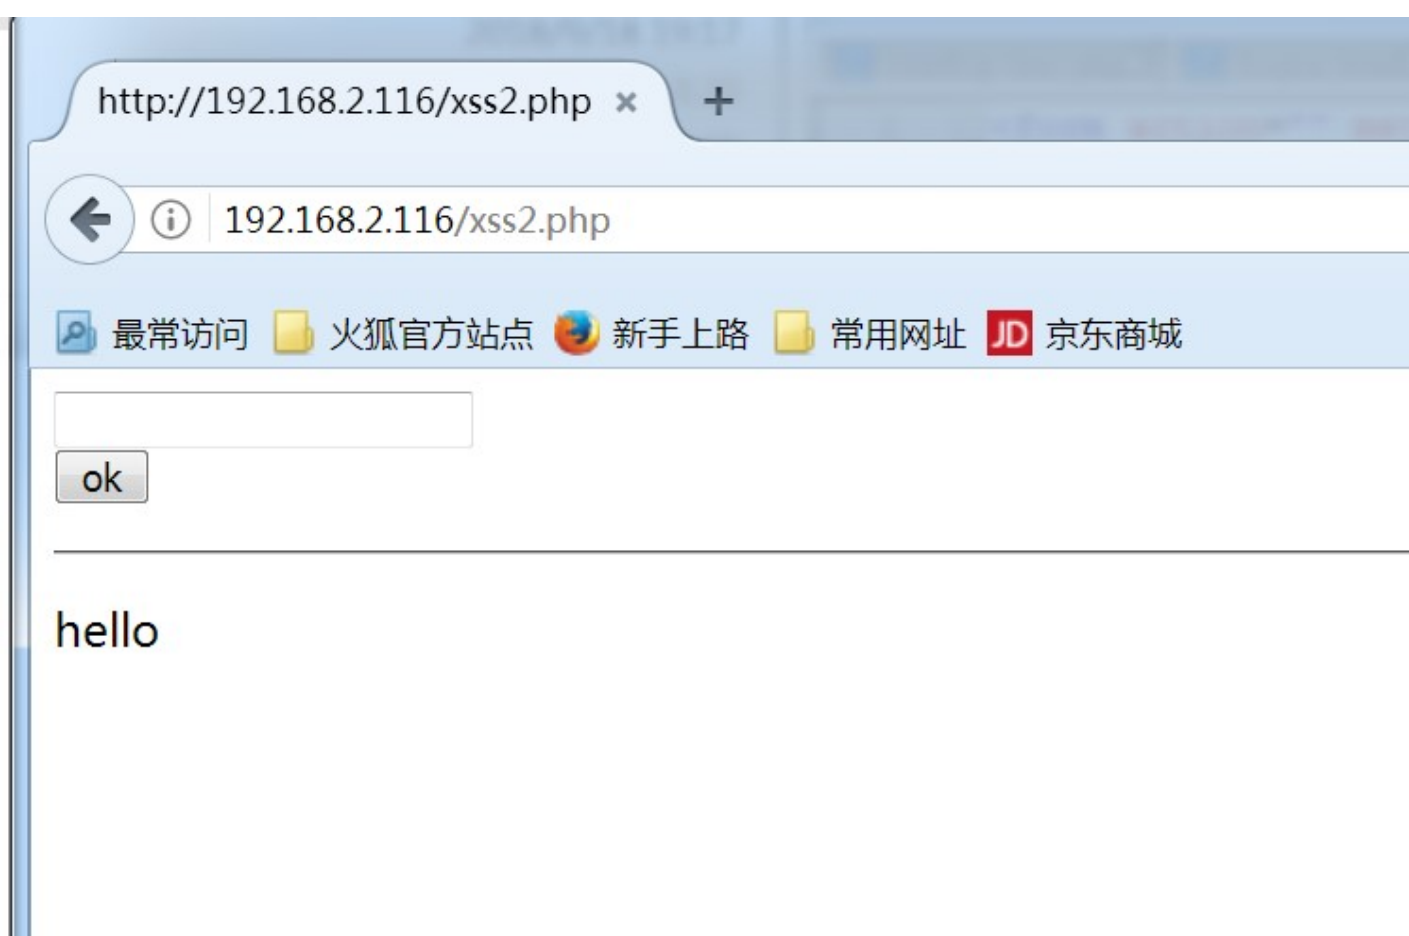 http://192.168.2.116/xss2.php × +
192.168.2.116/xss2.php
最常访问 火狐官方站点 新手上路 常用网址 JD 京东商城
ok
hello